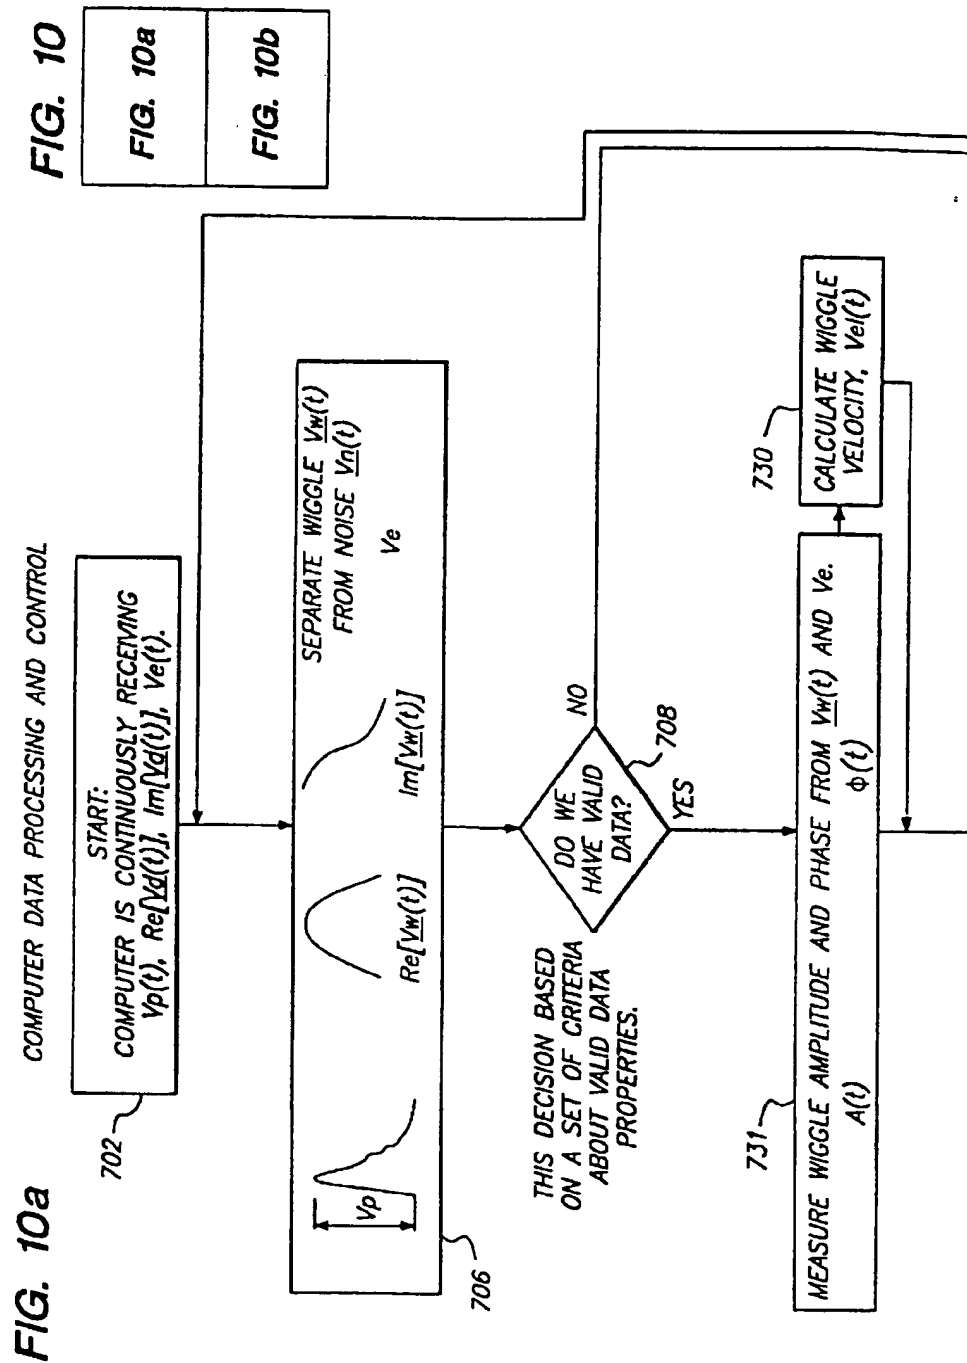 FIG. 10a
FIG. 10
FIG. 10a
FIG. 10b
COMPUTER DATA PROCESSING AND CONTROL
START:
COMPUTER IS CONTINUOUSLY RECEIVING
Vp(t), Re[Vd(t)], Im[Vd(t)], Ve(t).
702
SEPARATE WIGGLE Vw(t)
FROM NOISE Vn(t)
Vp
Re[Vw(t)]
Im[Vw(t)]
Ve
706
THIS DECISION BASED
ON A SET OF CRITERIA
ABOUT VALID DATA
PROPERTIES.
DO WE
HAVE VALID
DATA?
NO
708
YES
731
MEASURE WIGGLE AMPLITUDE AND PHASE FROM Vw(t) AND Ve.
A(t)
ϕ(t)
730
CALCULATE WIGGLE
VELOCITY, Vel(t)